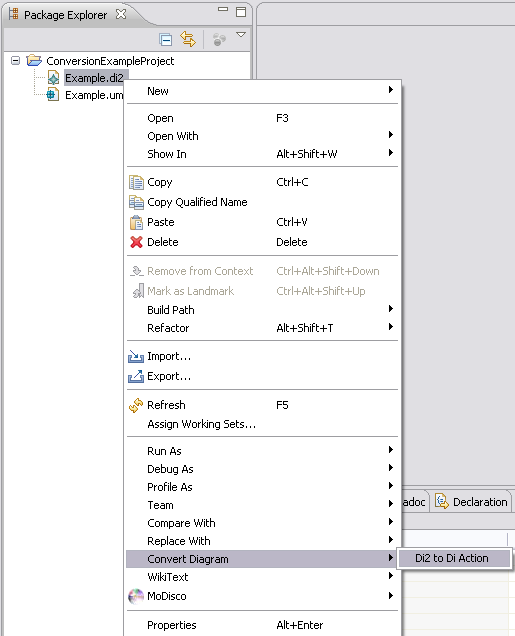 Package Explorer
ConversionExampleProject
Example.di2
Example.um
New
Open F3
Open With
Show In Alt+Shift+W
Copy Ctrl+C
Copy Qualified Name
Paste Ctrl+V
Delete Delete
Remove from Context Ctrl+Alt+Shift+Down
Mark as Landmark Ctrl+Alt+Shift+Up
Build Path
Refactor Alt+Shift+T
Import...
Export...
Refresh F5
Assign Working Sets...
Run As
Debug As
Profile As
Team
adoc Declaration
Compare With
Replace With
Convert Diagram Di2 to Di Action
WikiText
MoDisco
Properties Alt+Enter